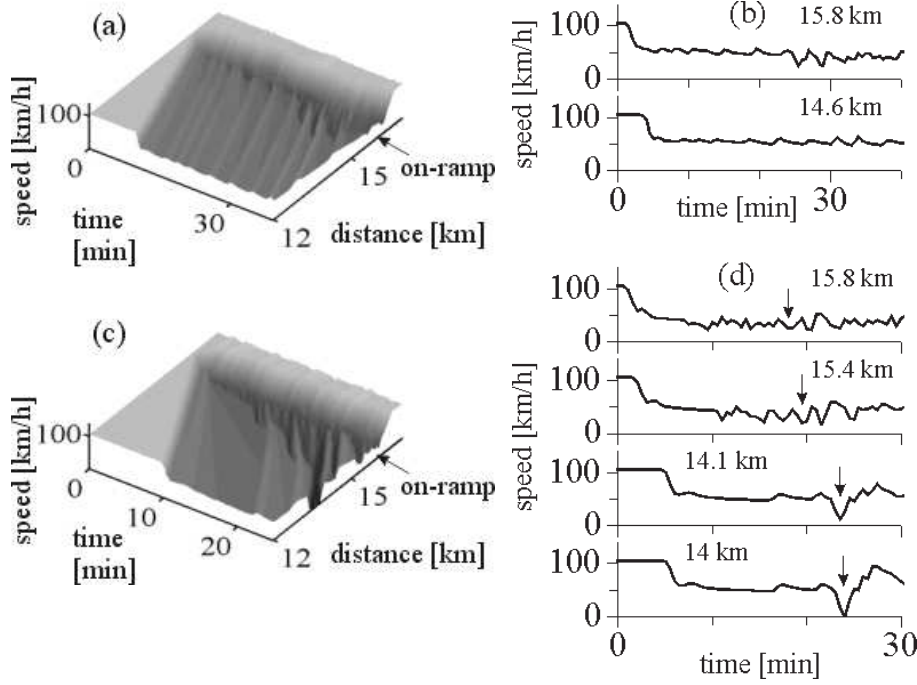 (a)
speed [km/h]
100
0
time
[min]
30
12
15
on-ramp
distance [km]
(b)
speed [km/h]
15.8 km
100
0
14.6 km
100
0
0
30
time [min]
(c)
speed [km/h]
100
0
10
time
[min]
20
12
15
on-ramp
distance [km]
(d)
speed [km/h]
15.8 km
100
0
15.4 km
100
0
14.1 km
100
0
14 km
100
0
0
30
time [min]